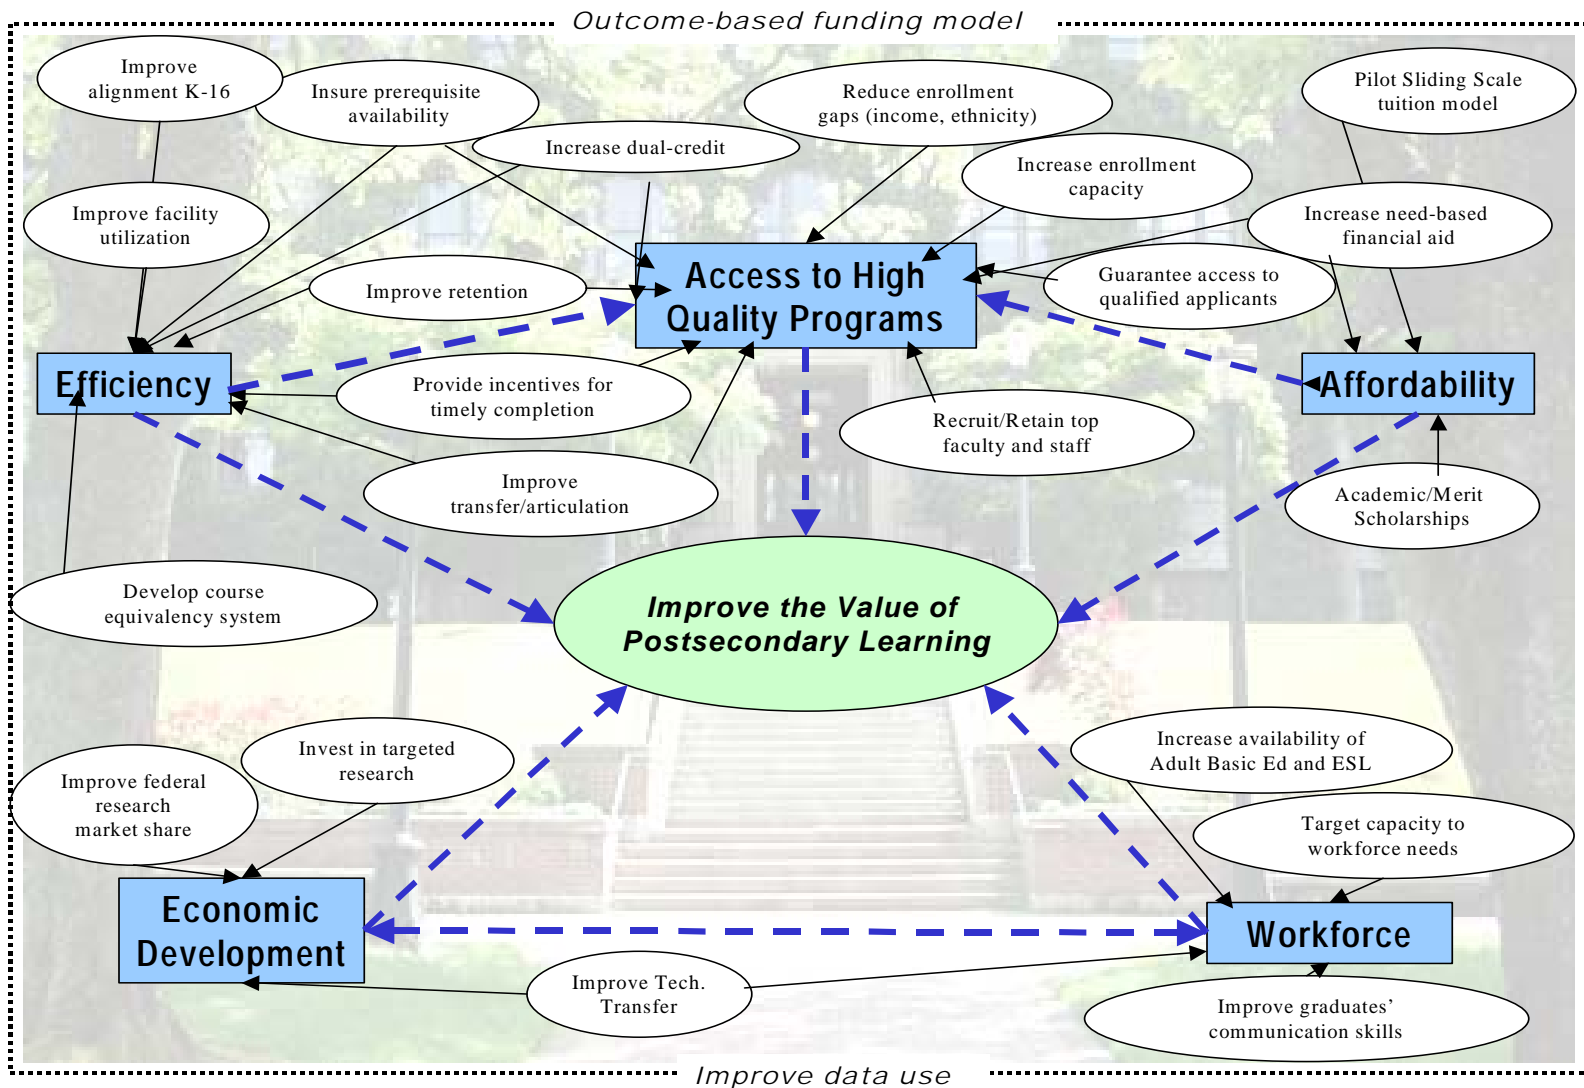 Outcome-based funding model
Improve
alignment K-16
Insure prerequisite
availability
Reduce enrollment
gaps (income, ethnicity)
Pilot Sliding Scale
tuition model
Increase dual-credit
Increase enrollment
capacity
Improve facility
utilization
Increase need-based
financial aid
Improve retention
Access to High
Quality Programs
Guarantee access to
qualified applicants
Efficiency
Provide incentives for
timely completion
Affordability
Recruit/Retain top
faculty and staff
Improve
transfer/articulation
Academic/Merit
Scholarships
Develop course
equivalency system
Improve the Value of
Postsecondary Learning
Invest in targeted
research
Increase availability of
Adult Basic Ed and ESL
Improve federal
research
market share
Target capacity to
workforce needs
Economic
Development
Workforce
Improve Tech.
Transfer
Improve graduates’
communication skills
Improve data use